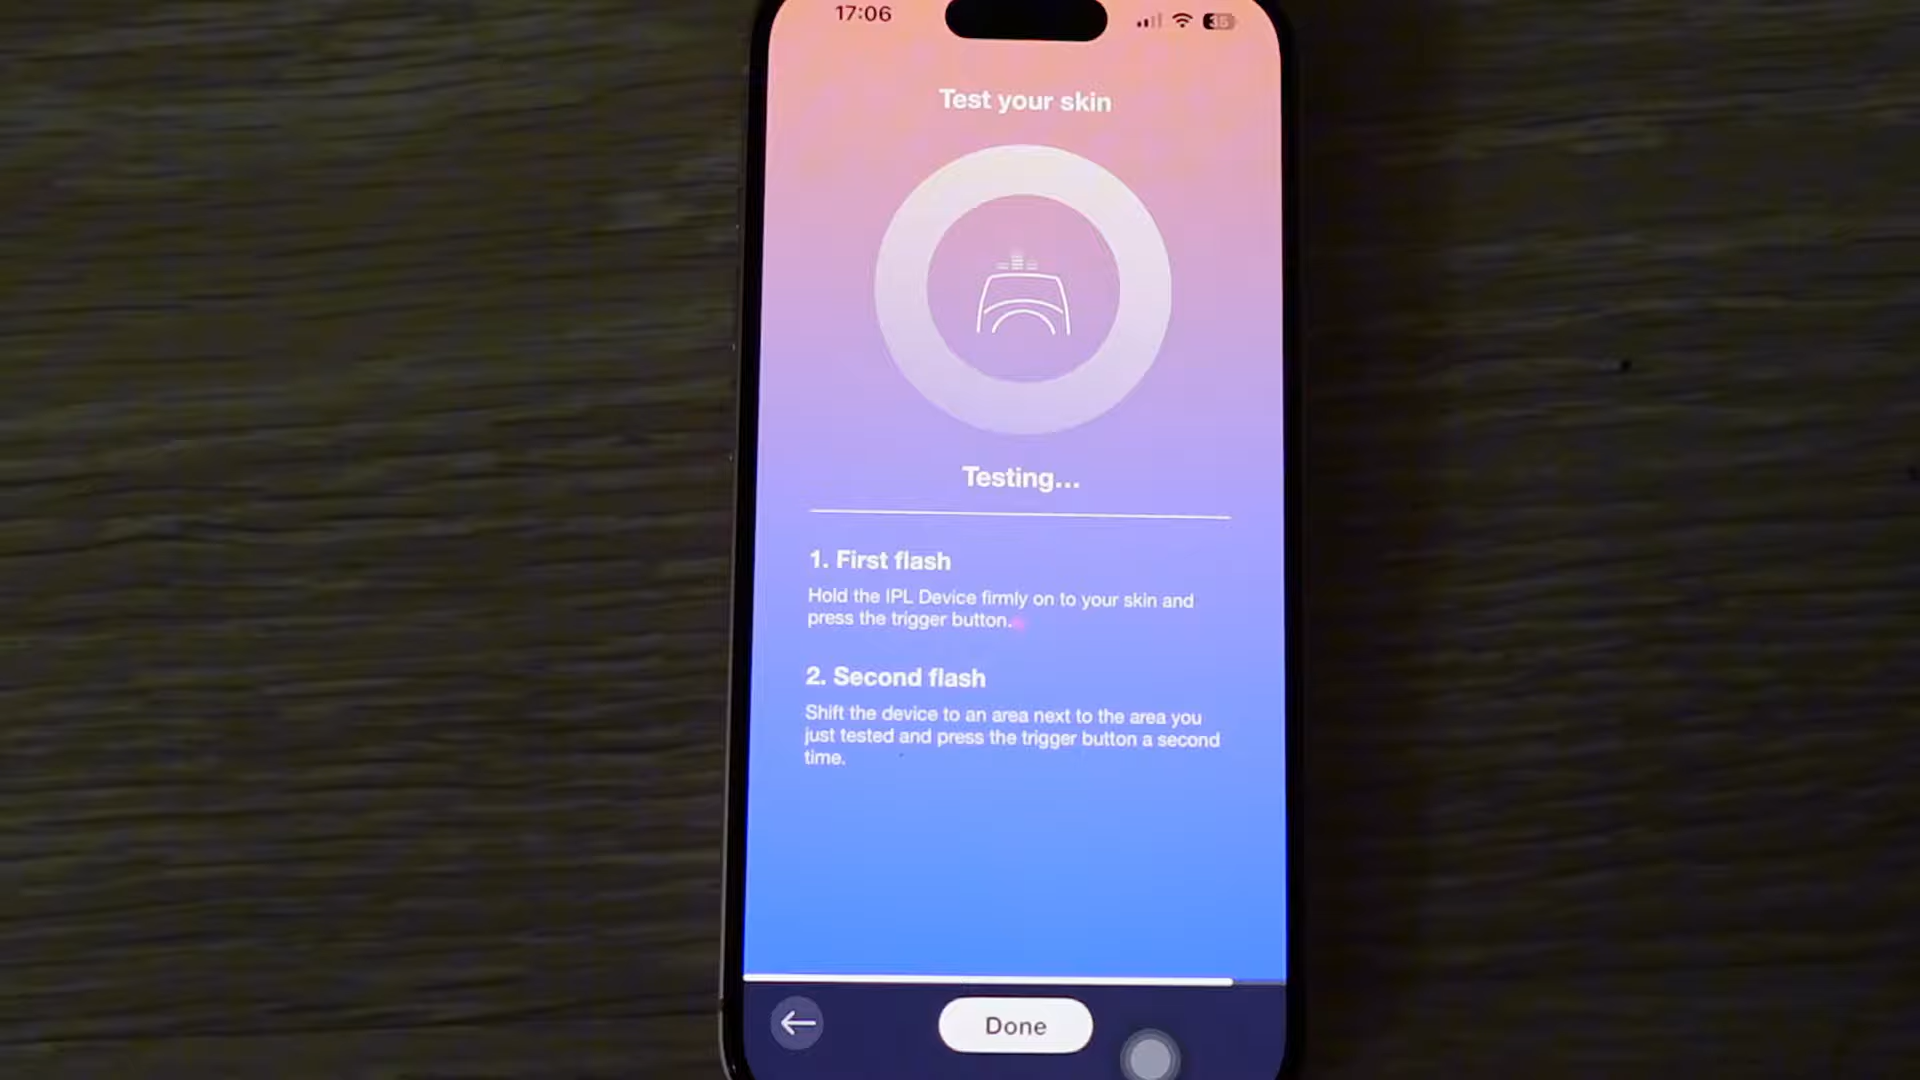 17:06
35
Test your skin
Testing...
1. First flash
Hold the IPL Device firmly on to your skin and
press the trigger button.
2. Second flash
Shift the device to an area next to the area you
just tested and press the trigger button a second
time.
Done